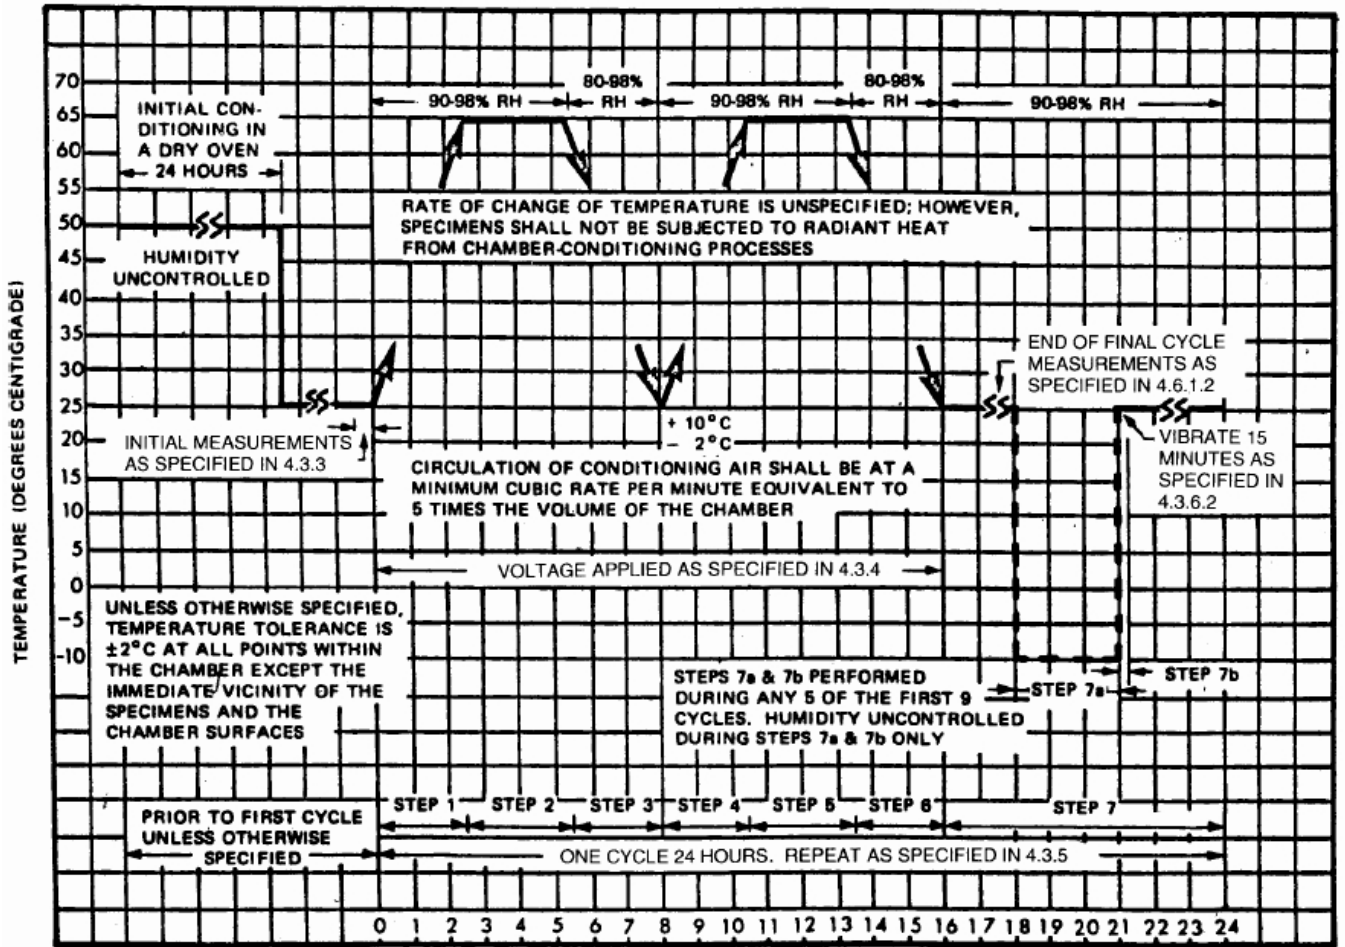 TEMPERATURE (DEGREES CENTIGRADE)
70
65
60
55
50
45
40
35
30
25
20
15
10
5
0
-5
-10
INITIAL CON-
DITIONING IN
A DRY OVEN
24 HOURS
HUMIDITY
UNCONTROLLED
90-98% RH
80-98%
RH
90-98% RH
80-98%
RH
90-98% RH
RATE OF CHANGE OF TEMPERATURE IS UNSPECIFIED; HOWEVER,
SPECIMENS SHALL NOT BE SUBJECTED TO RADIANT HEAT
FROM CHAMBER-CONDITIONING PROCESSES
END OF FINAL CYCLE
MEASUREMENTS AS
SPECIFIED IN 4.6.1.2
INITIAL MEASUREMENTS
AS SPECIFIED IN 4.3.3
+ 10°C
- 2°C
VIBRATE 15
MINUTES AS
SPECIFIED IN
4.3.6.2
CIRCULATION OF CONDITIONING AIR SHALL BE AT A
MINIMUM CUBIC RATE PER MINUTE EQUIVALENT TO
5 TIMES THE VOLUME OF THE CHAMBER
VOLTAGE APPLIED AS SPECIFIED IN 4.3.4
UNLESS OTHERWISE SPECIFIED,
TEMPERATURE TOLERANCE IS
±2°C AT ALL POINTS WITHIN
THE CHAMBER EXCEPT THE
IMMEDIATE VICINITY OF THE
SPECIMENS AND THE
CHAMBER SURFACES
STEPS 7a & 7b PERFORMED
DURING ANY 5 OF THE FIRST 9
CYCLES. HUMIDITY UNCONTROLLED
DURING STEPS 7a & 7b ONLY
STEP 7a
STEP 7b
PRIOR TO FIRST CYCLE
UNLESS OTHERWISE
SPECIFIED
STEP 1 STEP 2 STEP 3 STEP 4 STEP 5 STEP 6 STEP 7
ONE CYCLE 24 HOURS. REPEAT AS SPECIFIED IN 4.3.5
0 1 2 3 4 5 6 7 8 9 10 11 12 13 14 15 16 17 18 19 20 21 22 23 24